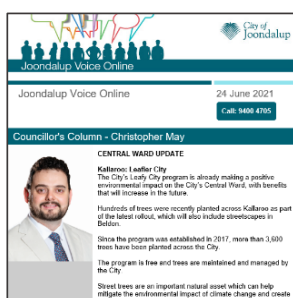 City of
Joondalup
Joondalup Voice Online
Joondalup Voice Online
24 June 2021
Call: 9400 4705
Councillor's Column - Christopher May
CENTRAL WARD UPDATE
Kallaroo: Leafier City
The City's Leafy City program is already making a positive
environmental impact on the City's Central Ward, with benefits
that will increase in the future.
Hundreds of trees were recently planted across Kallaroo as part
of the latest rollout, which will also include streetscapes in
Beldon.
Since the program was established in 2017, more than 3,600
trees have been planted across the City.
The program is free and trees are maintained and managed by
the City
Street trees are an important natural asset which can help
mitigate the environmental impact of climate change and create